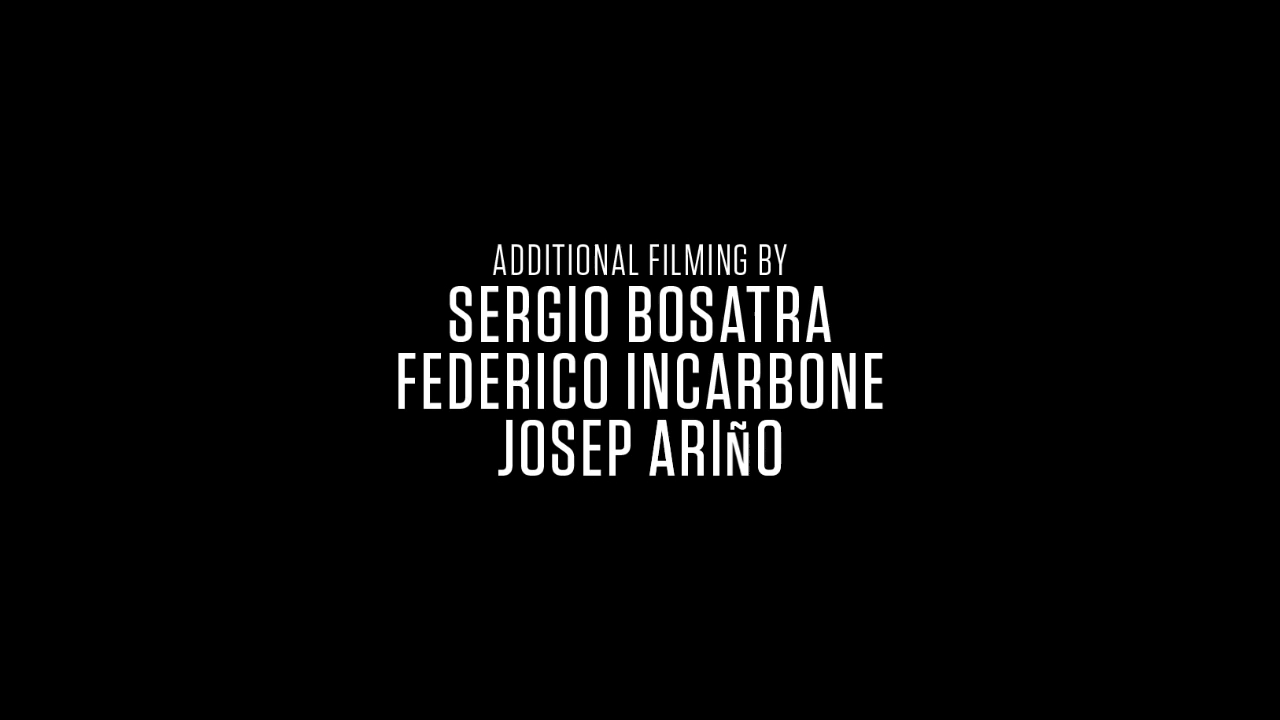 ADDITIONAL FILMING BY
SERGIO BOSATRA
FEDERICO INCARBONE
JOSEP ARIñO